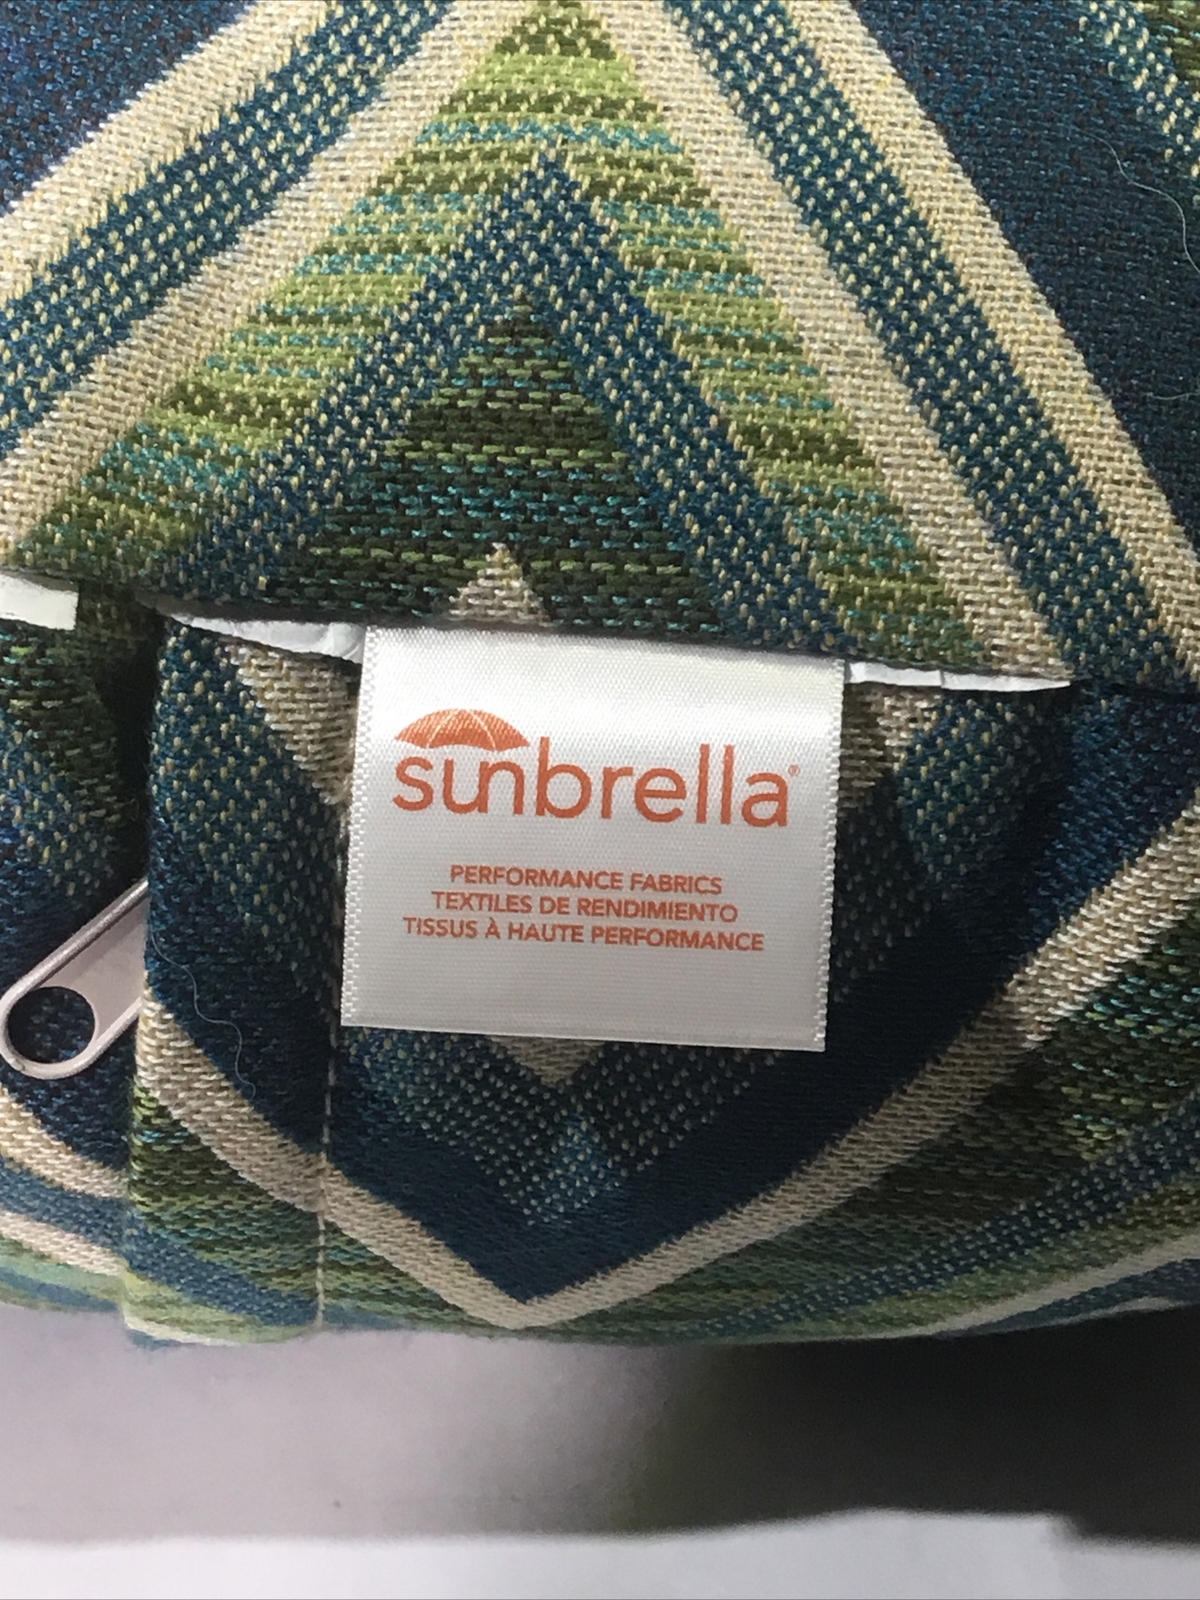 sunbrella®
PERFORMANCE FABRICS
TEXTILES DE RENDIMIENTO
TISSUS À HAUTE PERFORMANCE